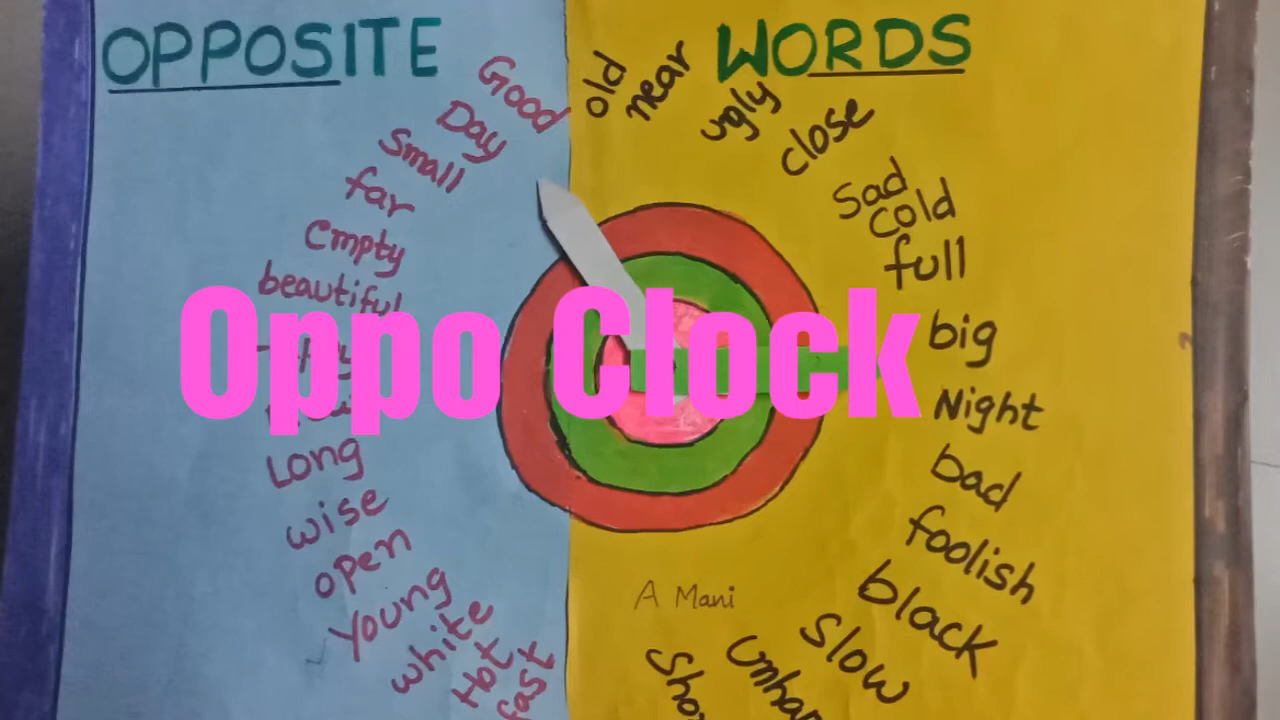 OPPOSITE
WORDS
Good
Day
Small
far
Empty
beautiful
Long
wise
open
Young
white
Hot
fast
old
near
ugly
close
Sad
Cold
full
big
Night
bad
foolish
black
Slow
Oppo Clock
A Mani